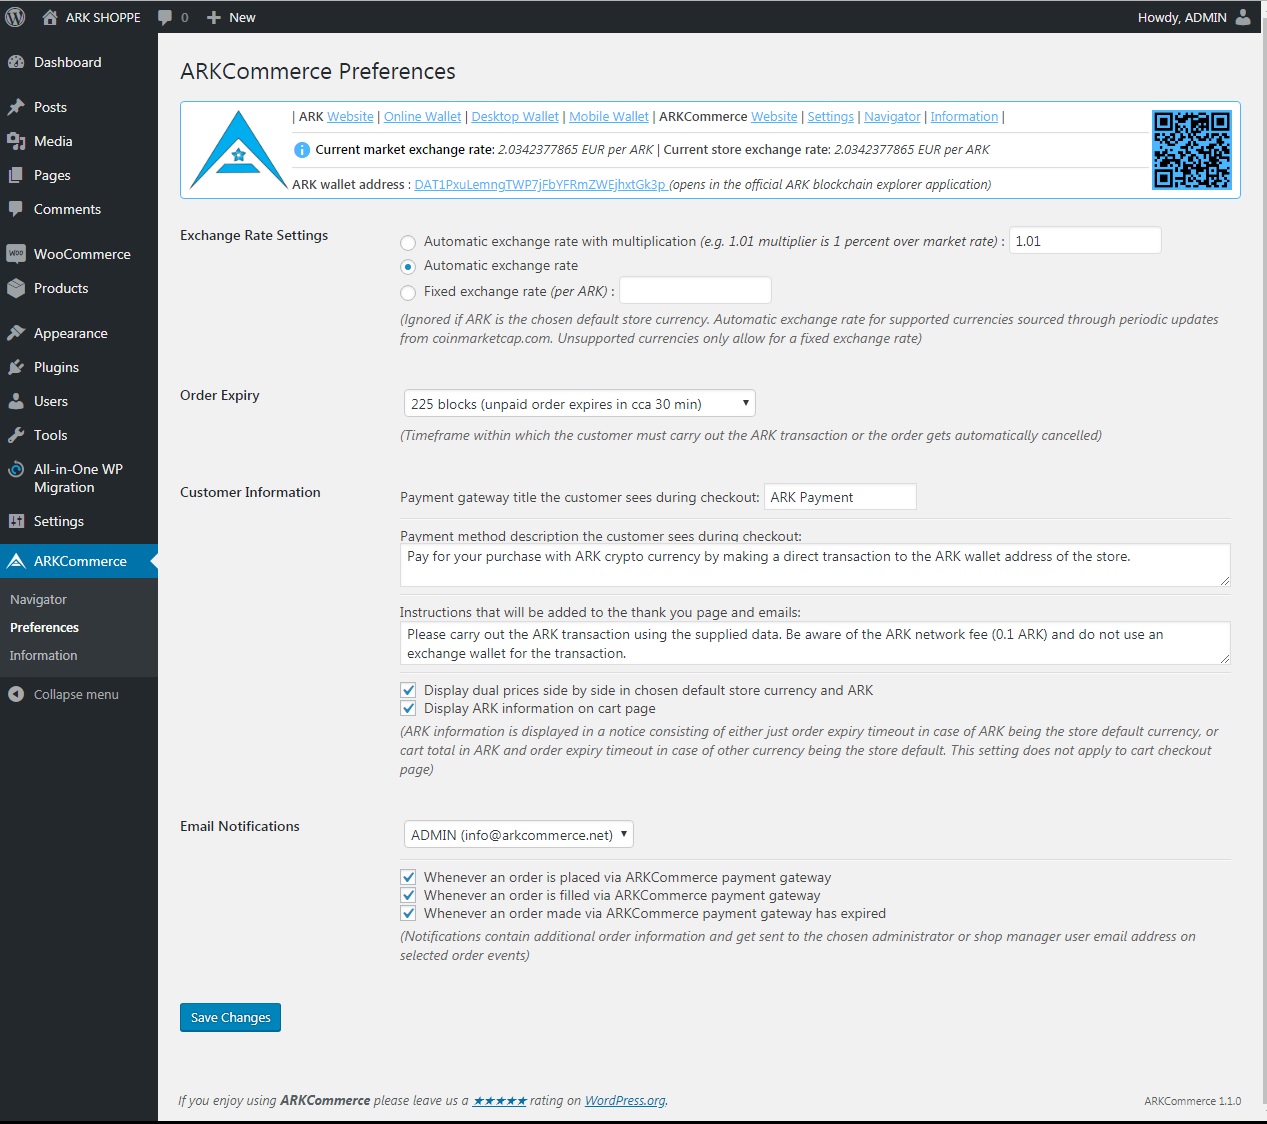 ARK SHOPPE 0 New Howdy, ADMIN
Dashboard
Posts
Media
Pages
Comments
WOO WooCommerce
Products
Appearance
Plugins
Users
Tools
All-in-One WP
Migration
Settings
ARKCommerce
Navigator
Preferences
Information
Collapse menu
ARKCommerce Preferences
| ARK Website | Online Wallet | Desktop Wallet | Mobile Wallet | ARKCommerce Website | Settings | Navigator | Information |
Current market exchange rate: 2.0342377865 EUR per ARK | Current store exchange rate: 2.0342377865 EUR per ARK
ARK wallet address : DAT1PxuLemngTWP7jFbYFRmZWEjhxtGk3p (opens in the official ARK blockchain explorer application)
Exchange Rate Settings
Automatic exchange rate with multiplication (e.g. 1.01 multiplier is 1 percent over market rate) : 1.01
Automatic exchange rate
Fixed exchange rate (per ARK) :
(Ignored if ARK is the chosen default store currency. Automatic exchange rate for supported currencies sourced through periodic updates
from coinmarketcap.com. Unsupported currencies only allow for a fixed exchange rate)
Order Expiry
225 blocks (unpaid order expires in cca 30 min)
(Timeframe within which the customer must carry out the ARK transaction or the order gets automatically cancelled)
Customer Information
Payment gateway title the customer sees during checkout: ARK Payment
Payment method description the customer sees during checkout:
Pay for your purchase with ARK crypto currency by making a direct transaction to the ARK wallet address of the store.
Instructions that will be added to the thank you page and emails:
Please carry out the ARK transaction using the supplied data. Be aware of the ARK network fee (0.1 ARK) and do not use an
exchange wallet for the transaction.
Display dual prices side by side in chosen default store currency and ARK
Display ARK information on cart page
(ARK information is displayed in a notice consisting of either just order expiry timeout in case of ARK being the store default currency, or
cart total in ARK and order expiry timeout in case of other currency being the store default. This setting does not apply to cart checkout
page)
Email Notifications
ADMIN (info@arkcommerce.net)
Whenever an order is placed via ARKCommerce payment gateway
Whenever an order is filled via ARKCommerce payment gateway
Whenever an order made via ARKCommerce payment gateway has expired
(Notifications contain additional order information and get sent to the chosen administrator or shop manager user email address on
selected order events)
Save Changes
If you enjoy using ARKCommerce please leave us a ★★★★★ rating on WordPress.org.
ARKCommerce 1.1.0